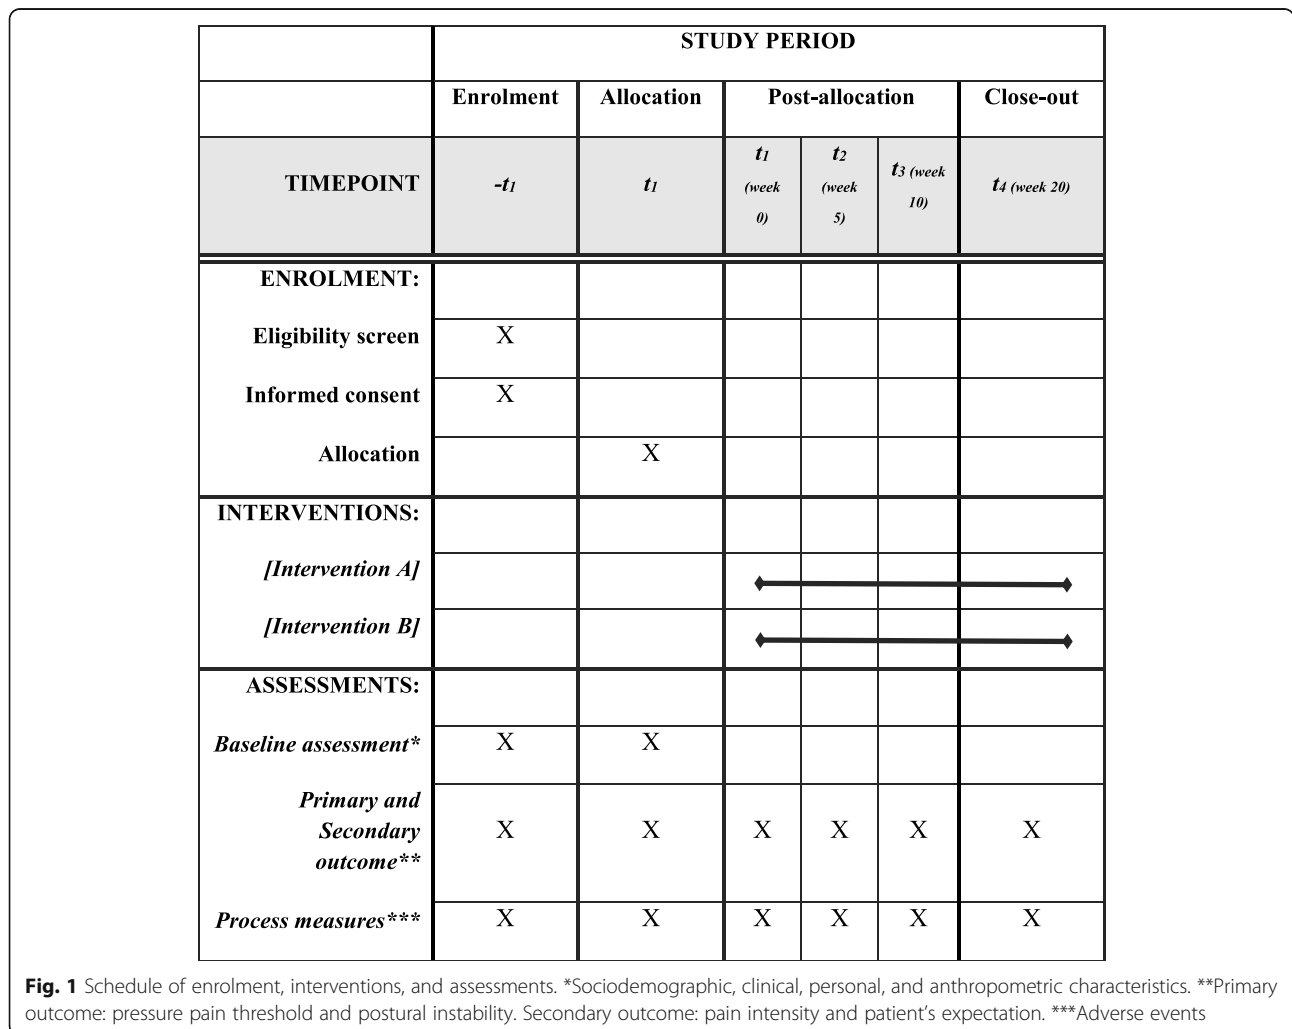 STUDY PERIOD
Enrolment Allocation Post-allocation Close-out
TIMEPOINT -t1 t1 t1 (week 0) t2 (week 5) t3 (week 10) t4 (week 20)
ENROLMENT:
Eligibility screen X
Informed consent X
Allocation X
INTERVENTIONS:
[Intervention A]
[Intervention B]
ASSESSMENTS:
Baseline assessment* X X
Primary and
Secondary X X X X X X
outcome**
Process measures*** X X X X X X
Fig. 1 Schedule of enrolment, interventions, and assessments. *Sociodemographic, clinical, personal, and anthropometric characteristics. **Primary
outcome: pressure pain threshold and postural instability. Secondary outcome: pain intensity and patient's expectation. ***Adverse events